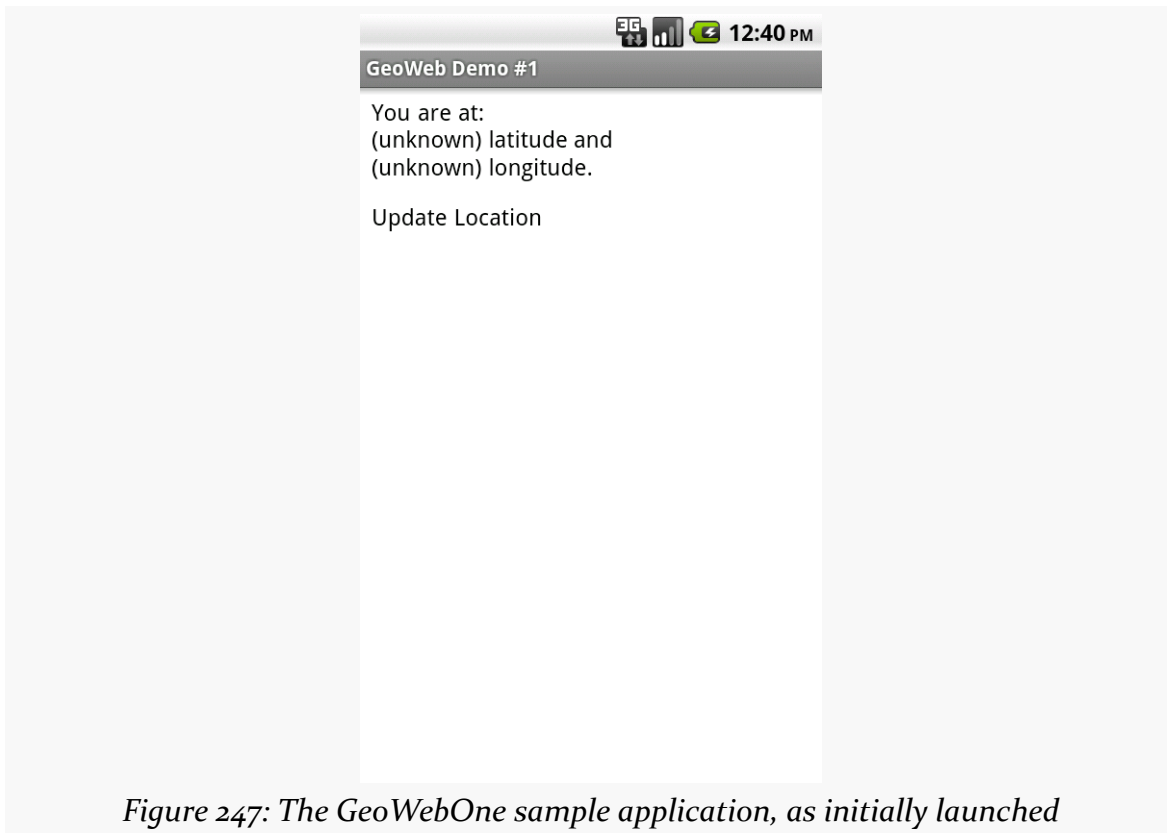 3G 12:40 PM
GeoWeb Demo #1
You are at:
(unknown) latitude and
(unknown) longitude.
Update Location
Figure 247: The GeoWebOne sample application, as initially launched